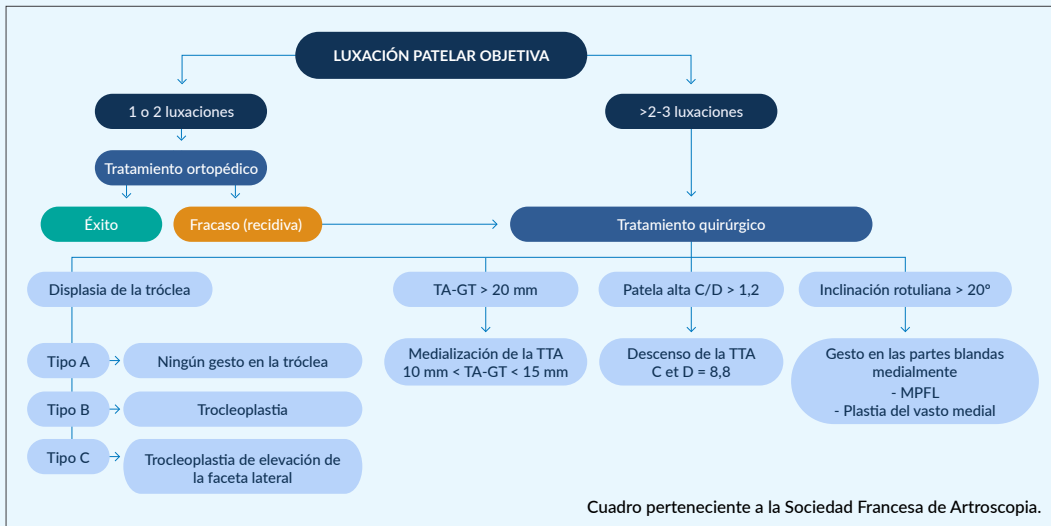 LUXACIÓN PATELAR OBJETIVA
1 o 2 luxaciones
>2-3 luxaciones
Tratamiento ortopédico
Éxito
Fracaso (recidiva)
Tratamiento quirúrgico
Displasia de la tróclea
TA-GT > 20 mm
Patela alta C/D > 1,2
Inclinación rotuliana > 20º
Tipo A
Ningún gesto en la tróclea
Tipo B
Trocleoplastia
Tipo C
Trocleoplastia de elevación de
la faceta lateral
Medialización de la TTA
10 mm < TA-GT < 15 mm
Descenso de la TTA
C et D = 8,8
Gesto en las partes blandas
medialmente
- MPFL
- Plastia del vasto medial
Cuadro perteneciente a la Sociedad Francesa de Artroscopia.